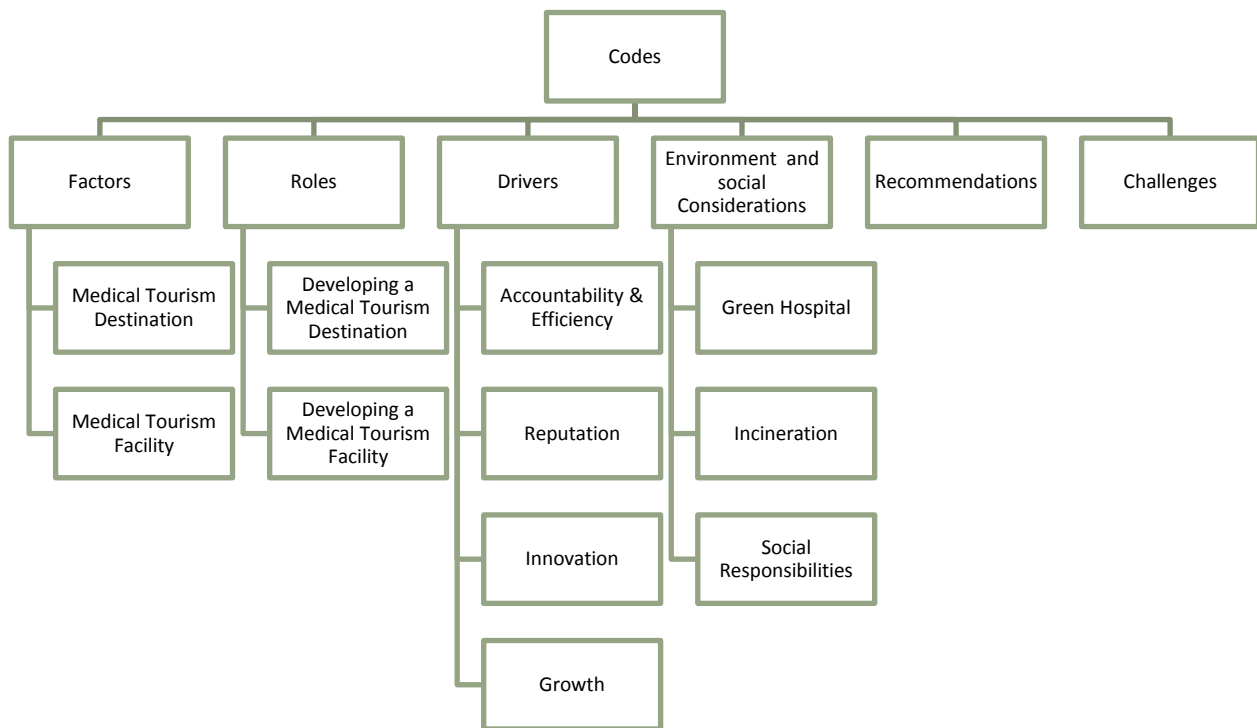 Codes
Factors
Roles
Drivers
Environment and
social
Considerations
Recommendations
Challenges
Medical Tourism
Destination
Medical Tourism
Facility
Developing a
Medical Tourism
Destination
Developing a
Medical Tourism
Facility
Accountability &
Efficiency
Reputation
Innovation
Growth
Green Hospital
Incineration
Social
Responsibilities